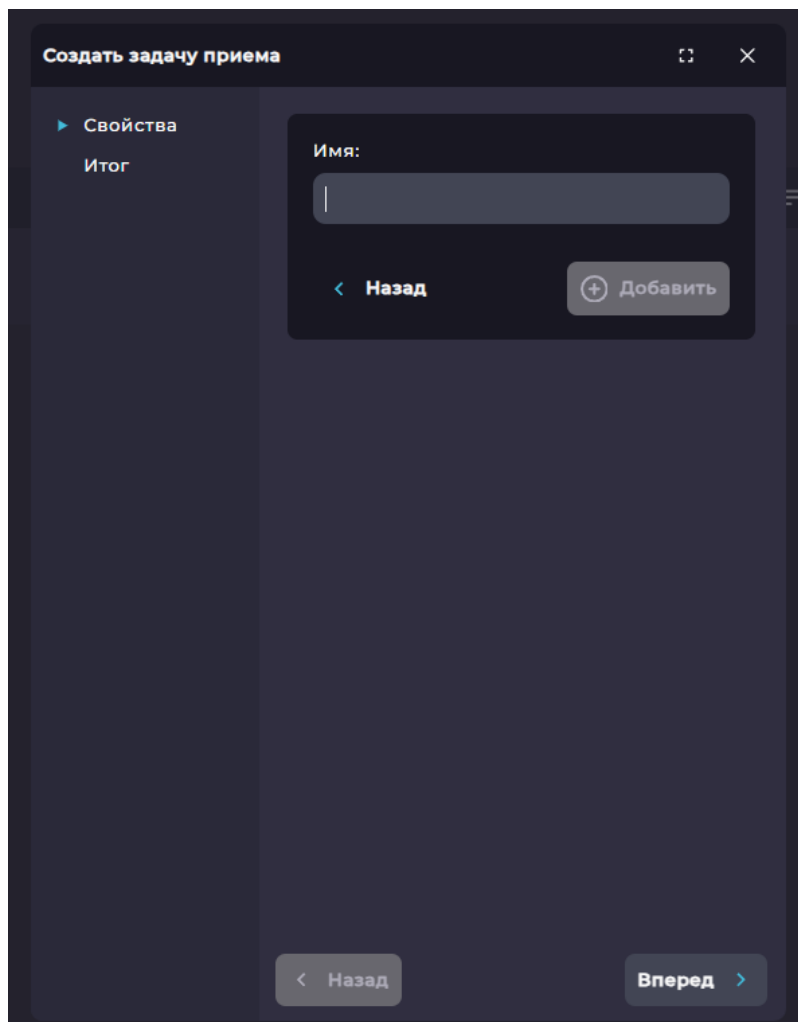 Создать задачу приема
Свойства
Итог
Имя:
Назад
Добавить
Назад
Вперед